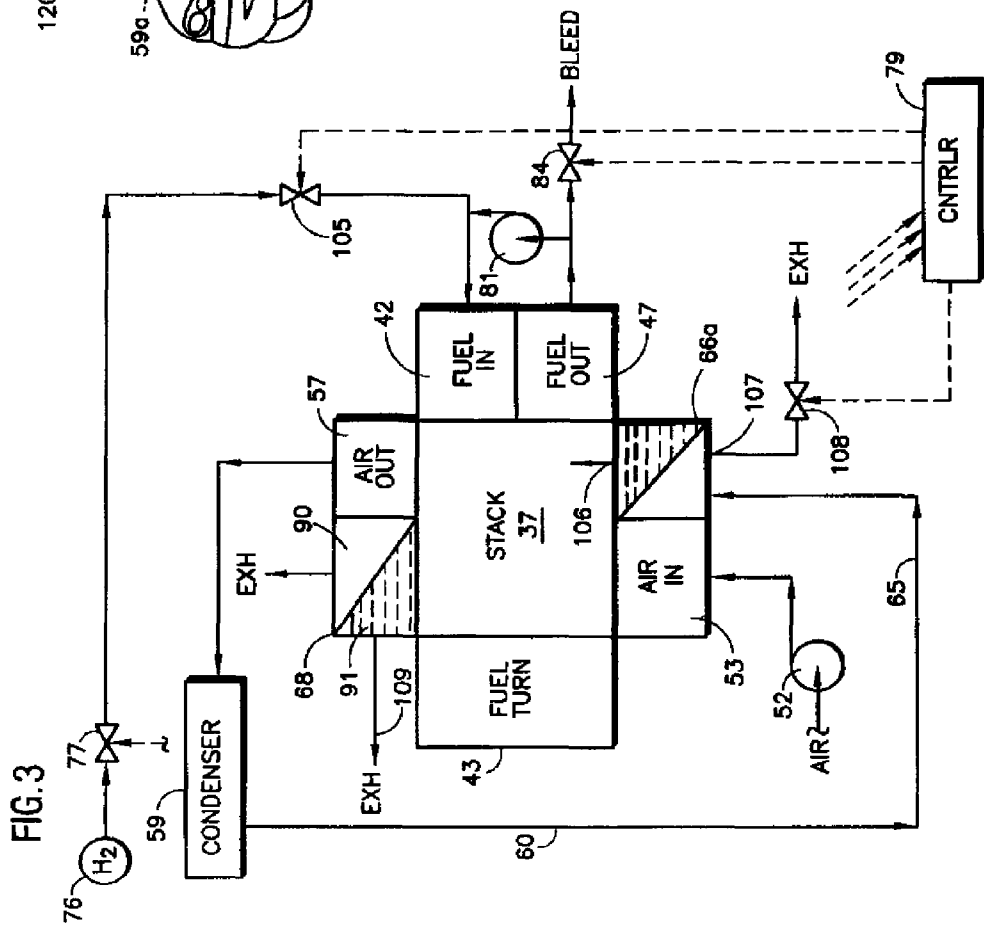 FIG.3
120
59a
76
H2
77
59
CONDENSER
60
65
EXH
90
68
91
109
EXH
AIR
OUT
57
42
FUEL
IN
FUEL
OUT
47
81
105
84
BLEED
STACK
37
106
FUEL
TURN
43
AIR
IN
53
52
AIR
66a
107
108
EXH
79
CNTRLR